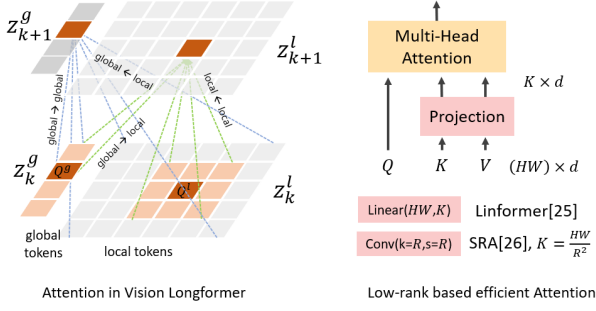 z^g_{k+1}
z^l_{k+1}
global → global
global ← local
global → local
local ← local
z^g_k
z^l_k
Q^g
Q^l
global
tokens
local tokens
Attention in Vision Longformer
Multi-Head
Attention
K × d
Projection
Q K V (HW) × d
Linear(HW,K) Linformer[25]
Conv(k=R,s=R) SRA[26], K = \frac{HW}{R^2}
Low-rank based efficient Attention